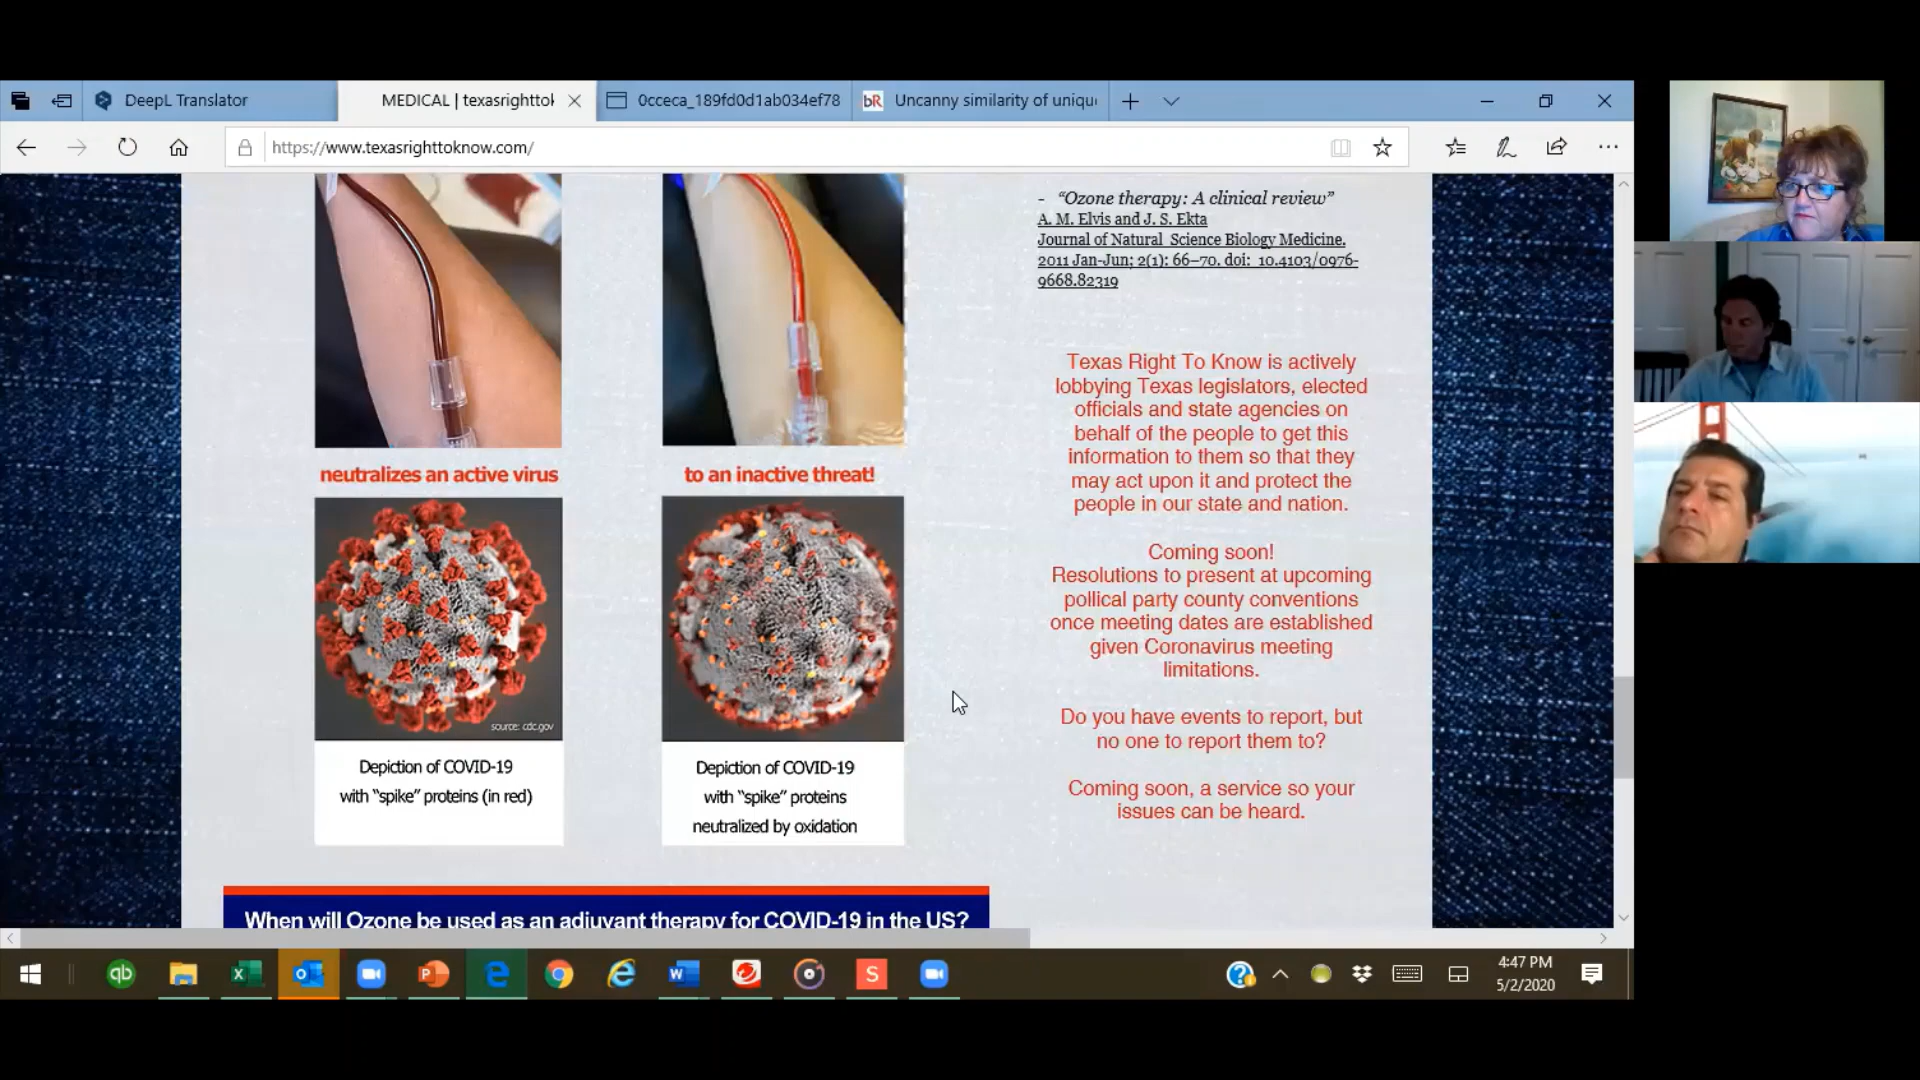 DeepL Translator
MEDICAL | texasrighttok
0cceca_189fd0d1ab034ef78
bR
Uncanny similarity of uniqu
https://www.texasrighttoknow.com/
- “Ozone therapy: A clinical review”
A. M. Elvis and J. S. Ekta
Journal of Natural Science Biology Medicine.
2011 Jan-Jun; 2(1): 66–70. doi: 10.4103/0976-
9668.82319
neutralizes an active virus
to an inactive threat!
source: cdc.gov
Depiction of COVID-19
with “spike” proteins (in red)
Depiction of COVID-19
with “spike” proteins
neutralized by oxidation
Texas Right To Know is actively
lobbying Texas legislators, elected
officials and state agencies on
behalf of the people to get this
information to them so that they
may act upon it and protect the
people in our state and nation.
Coming soon!
Resolutions to present at upcoming
pollical party county conventions
once meeting dates are established
given Coronavirus meeting
limitations.
Do you have events to report, but
no one to report them to?
Coming soon, a service so your
issues can be heard.
When will Ozone be used as an adjuvant therapy for COVID-19 in the US?
qb
X
P
W
S
4:47 PM
5/2/2020